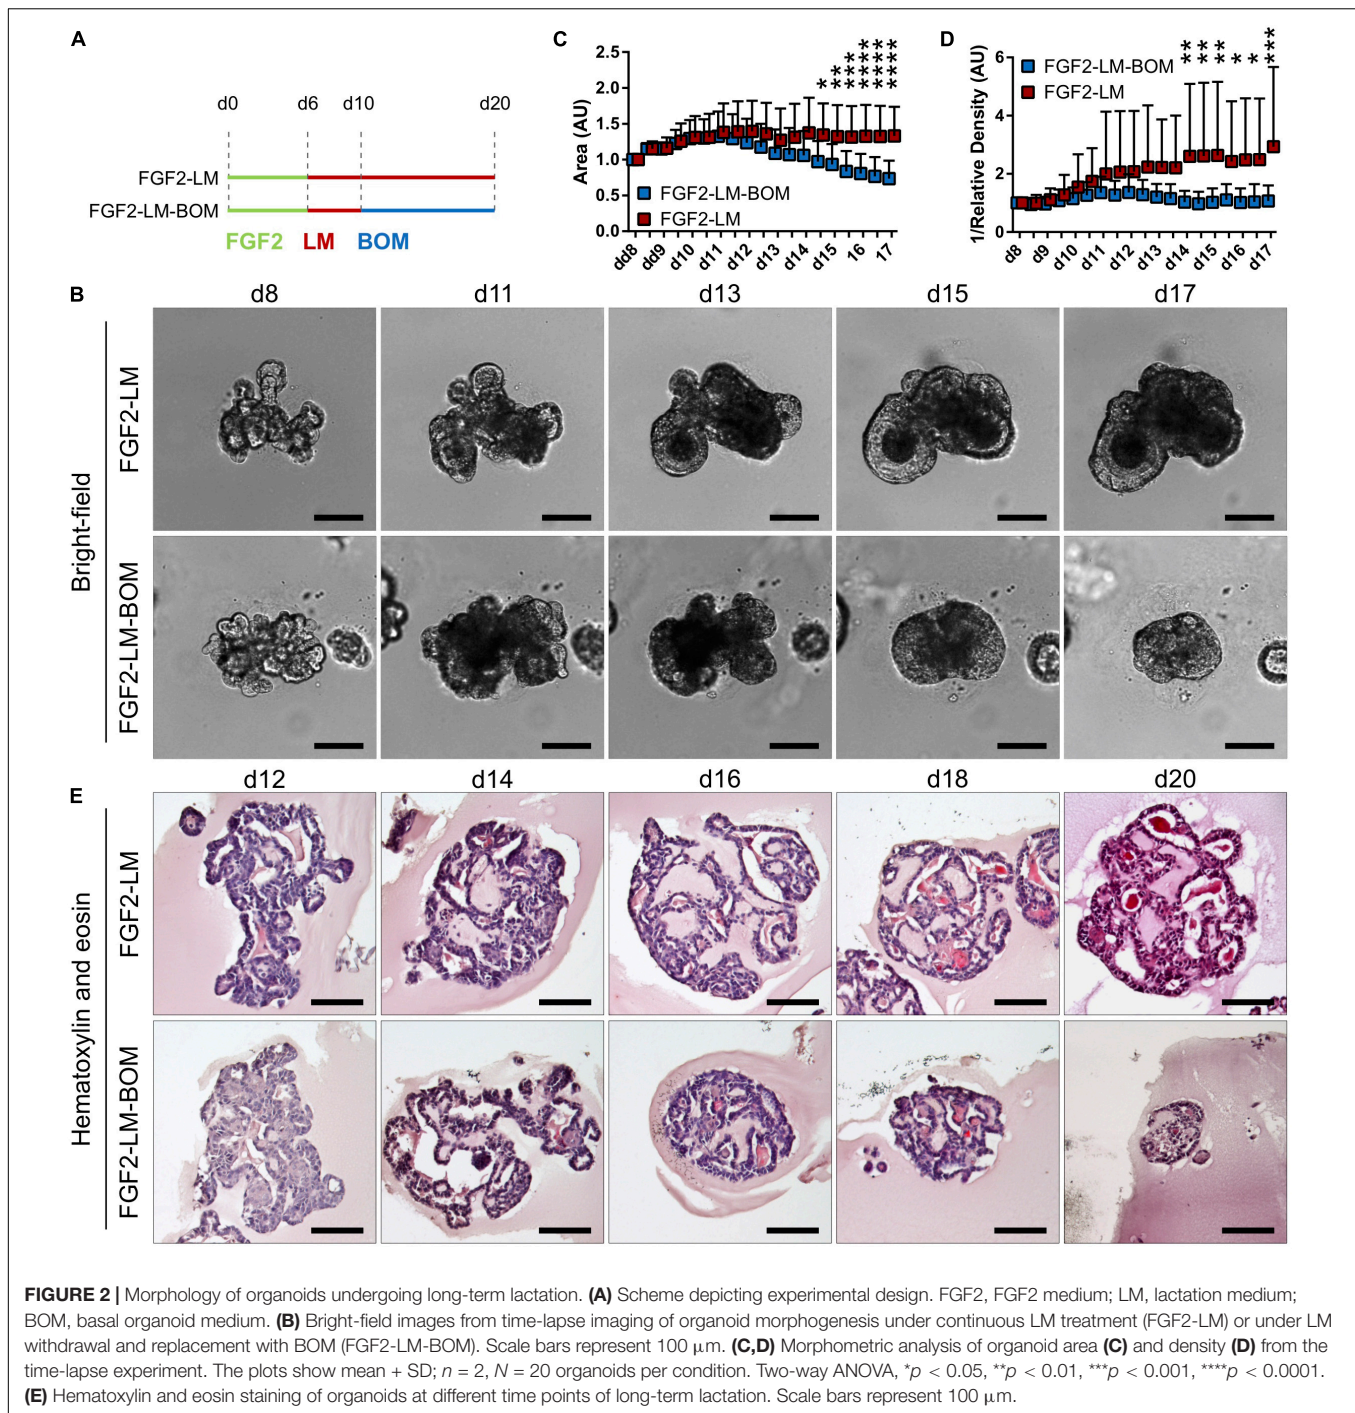 A
d0 d6 d10 d20
FGF2-LM
FGF2-LM-BOM
FGF2 LM BOM
C
Area (AU)
2.5
2.0
1.5
1.0
0.5
0.0
* ** *** **** **** ****
FGF2-LM-BOM
FGF2-LM
dd8 dd9 d10 d11 d12 d13 d14 d15 16 17
D
1/Relative Density (AU)
6
4
2
0
** ** ** * * ***
FGF2-LM-BOM
FGF2-LM
d8 d9 d10 d11 d12 d13 d14 d15 d16 d17
B
d8 d11 d13 d15 d17
Bright-field
FGF2-LM
FGF2-LM-BOM
E
d12 d14 d16 d18 d20
Hematoxylin and eosin
FGF2-LM
FGF2-LM-BOM
FIGURE 2 | Morphology of organoids undergoing long-term lactation. (A) Scheme depicting experimental design. FGF2, FGF2 medium; LM, lactation medium;
BOM, basal organoid medium. (B) Bright-field images from time-lapse imaging of organoid morphogenesis under continuous LM treatment (FGF2-LM) or under LM
withdrawal and replacement with BOM (FGF2-LM-BOM). Scale bars represent 100 μm. (C,D) Morphometric analysis of organoid area (C) and density (D) from the
time-lapse experiment. The plots show mean + SD; n = 2, N = 20 organoids per condition. Two-way ANOVA, *p < 0.05, **p < 0.01, ***p < 0.001, ****p < 0.0001.
(E) Hematoxylin and eosin staining of organoids at different time points of long-term lactation. Scale bars represent 100 μm.